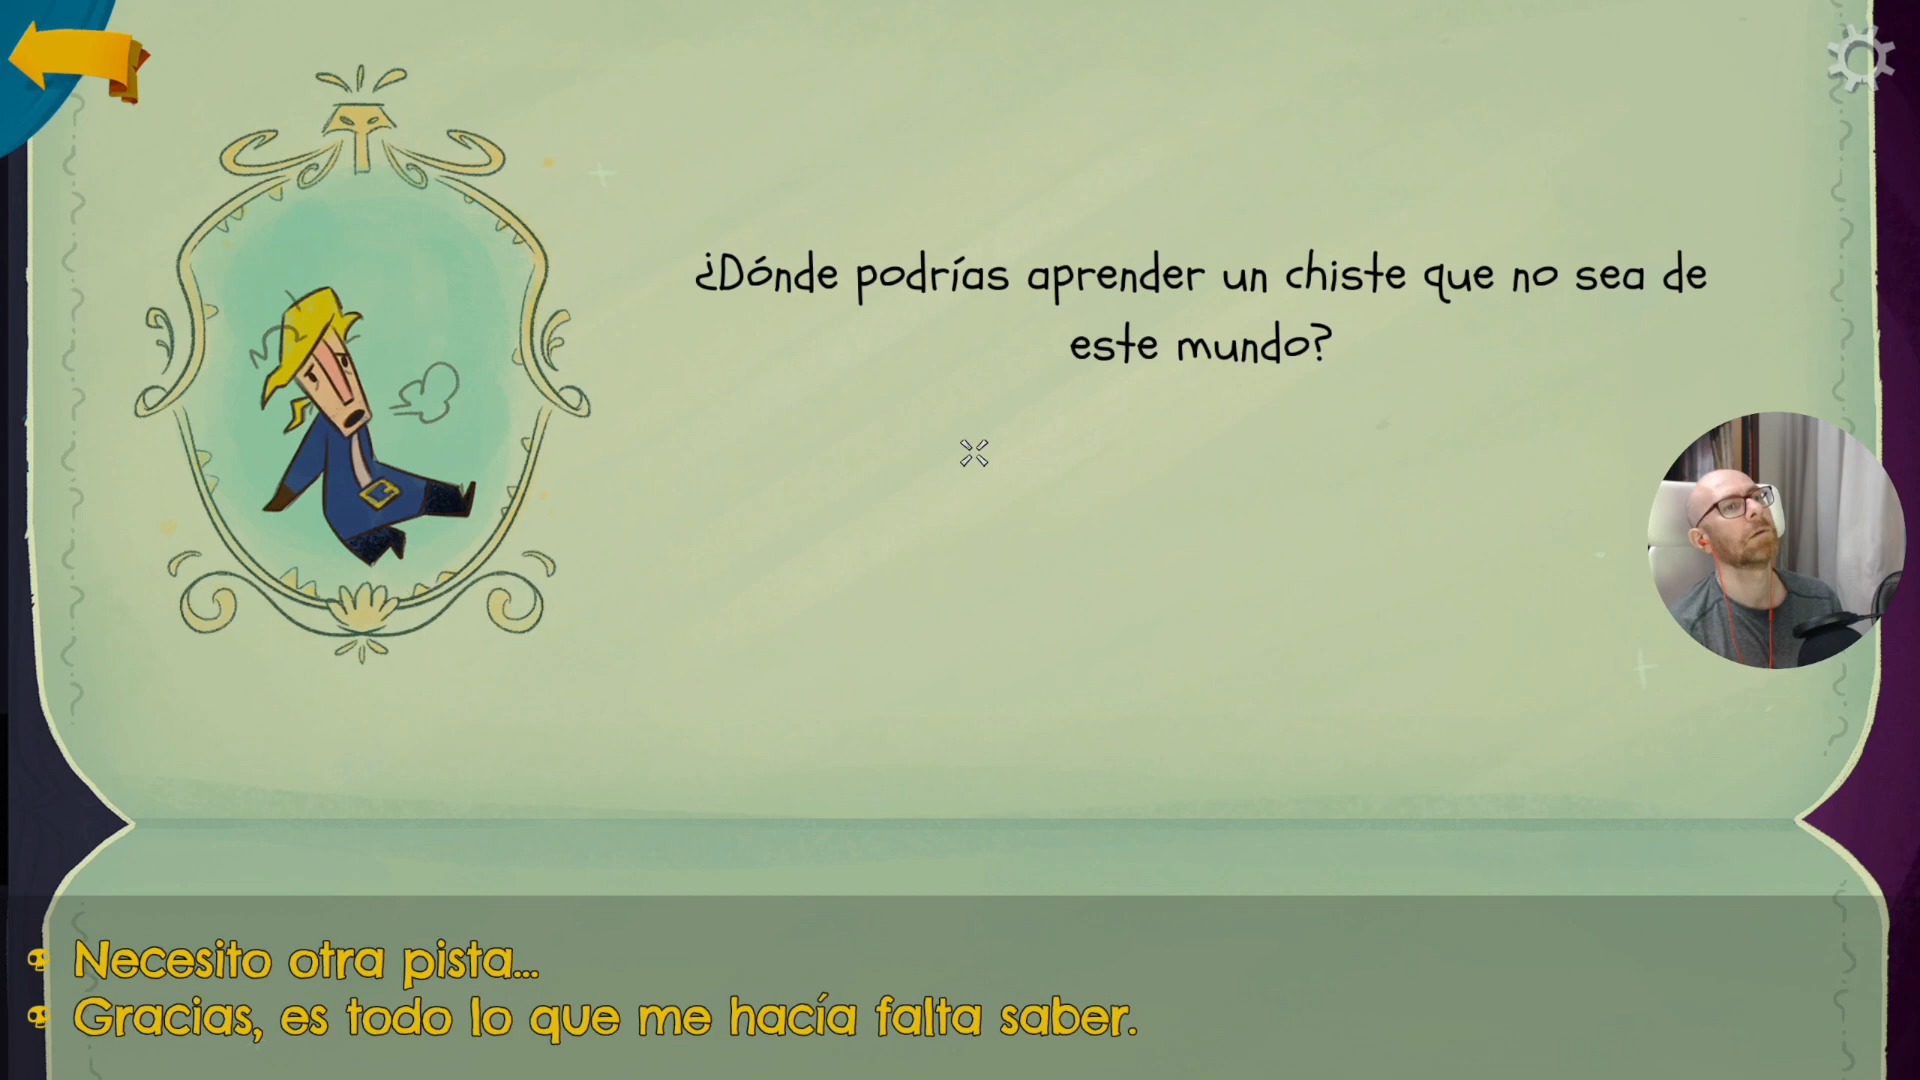 ¿Dónde podrías aprender un chiste que no sea de
este mundo?
Necesito otra pista...
Gracias, es todo lo que me hacía falta saber.